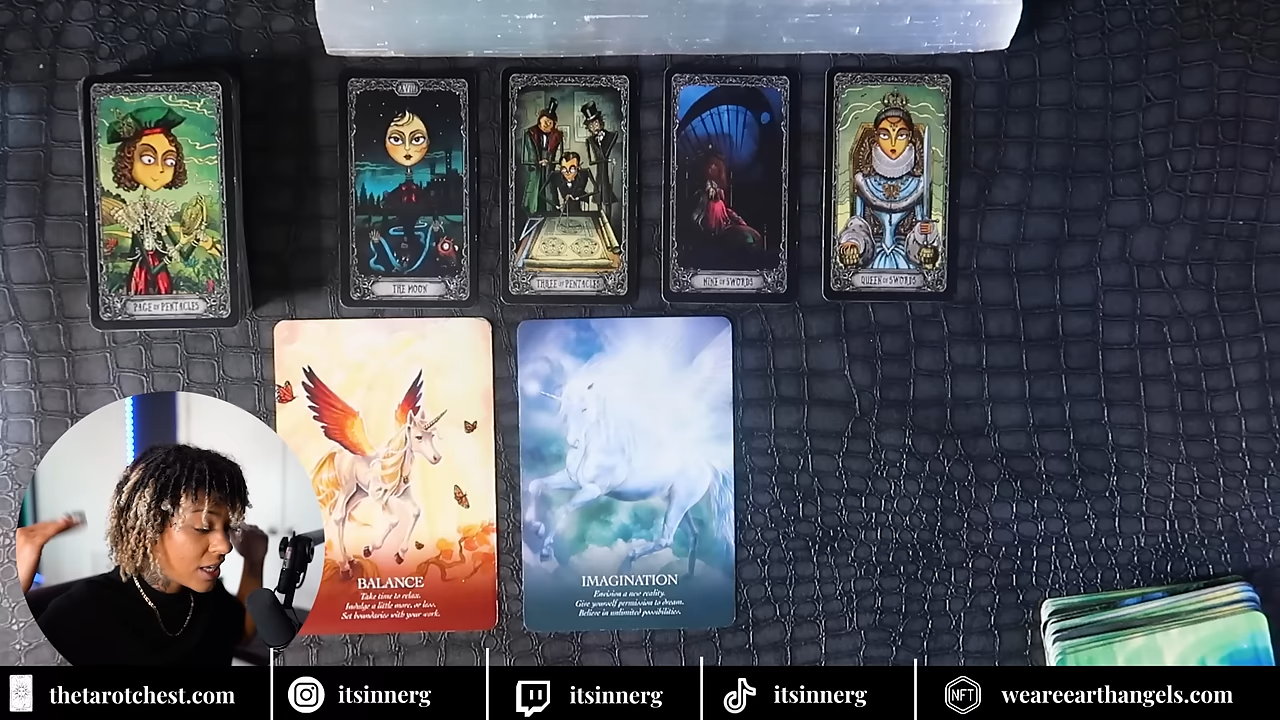 XVIII
PAGE OF PENTACLES
THE MOON
THREE OF PENTACLES
NINE OF SWORDS
QUEEN OF SWORDS
BALANCE
Take time to relax.
Indulge a little more, or less.
Set boundaries with your work.
IMAGINATION
Envision a new reality.
Give yourself permission to dream.
Believe in unlimited possibilities.
thetarotchest.com
itsinnerg
itsinnerg
itsinnerg
NFT
weareearthangels.com